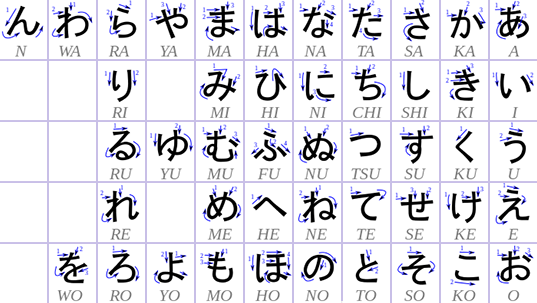 ん わ ら や ま は な た さ か あ
N WA RA YA MA HA NA TA SA KA A
り み ひ に ち し き い
RI MI HI NI CHI SHI KI I
る ゆ む ふ ぬ つ す く う
RU YU MU FU NU TSU SU KU U
れ め へ ね て せ け え
RE ME HE NE TE SE KE E
を ろ よ も ほ の と そ こ お
WO RO YO MO HO NO TO SO KO O